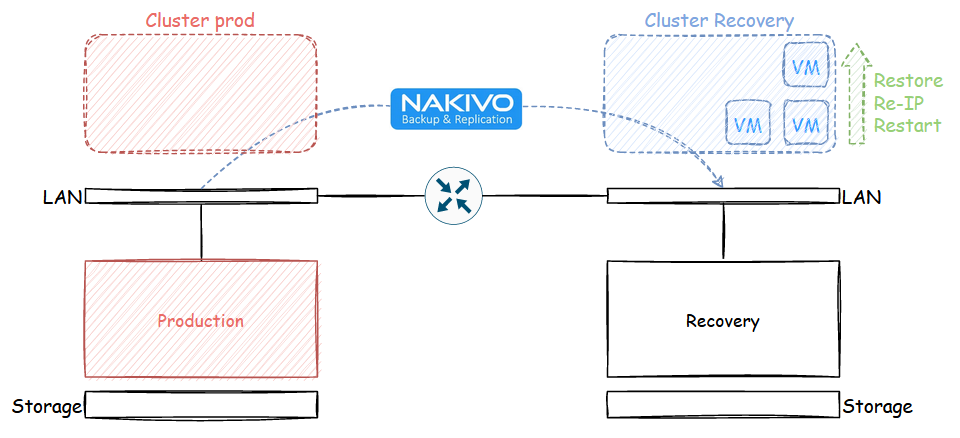 Cluster prod
Cluster Recovery
VM
NAKIVO
Backup & Replication
VM
VM
Restore
Re-IP
Restart
LAN
LAN
Production
Recovery
Storage
Storage